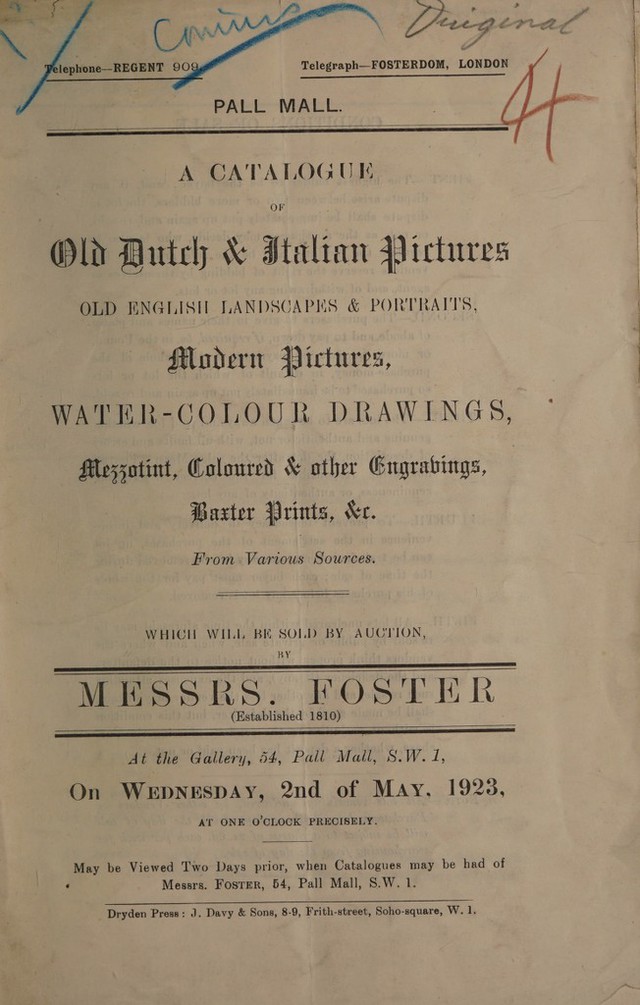 Original
Telephone—REGENT 909
Telegraph—FOSTERDOM, LONDON
4
PALL MALL.
A CATALOGUE
OF
Old Dutch & Italian Pictures
OLD ENGLISH LANDSCAPES & PORTRAITS,
Modern Pictures,
WATER-COLOUR DRAWINGS,
Mezzotint, Coloured & other Engravings,
Baxter Prints, &c.
From Various Sources.
WHICH WILL BE SOLD BY AUCTION,
BY
MESSRS. FOSTER
(Established 1810)
At the Gallery, 54, Pall Mall, S.W. 1,
On WEDNESDAY, 2nd of MAY, 1923,
AT ONE O'CLOCK PRECISELY.
May be Viewed Two Days prior, when Catalogues may be had of
Messrs. FOSTER, 54, Pall Mall, S.W. 1.
Dryden Press: J. Davy & Sons, 8-9, Frith-street, Soho-square, W. 1.